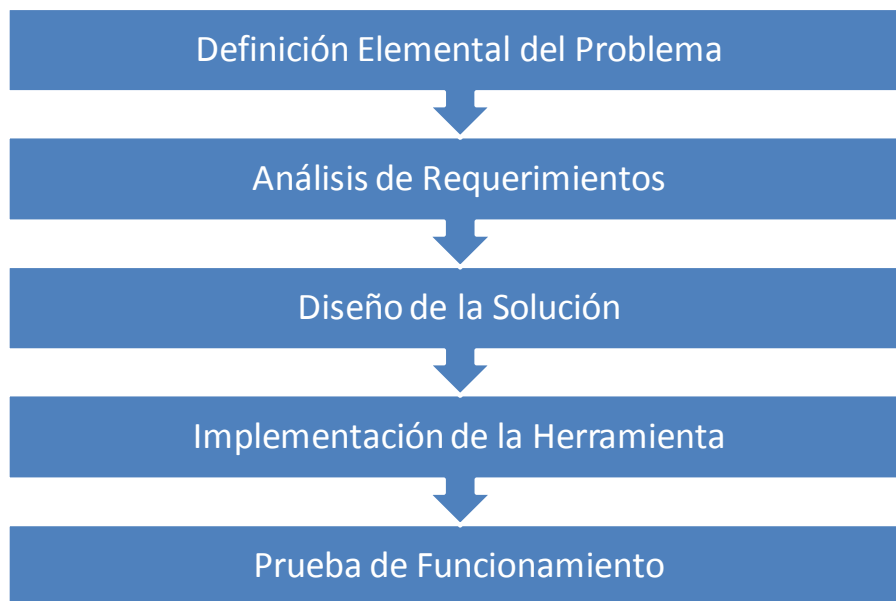 Definición Elemental del Problema
Análisis de Requerimientos
Diseño de la Solución
Implementación de la Herramienta
Prueba de Funcionamiento